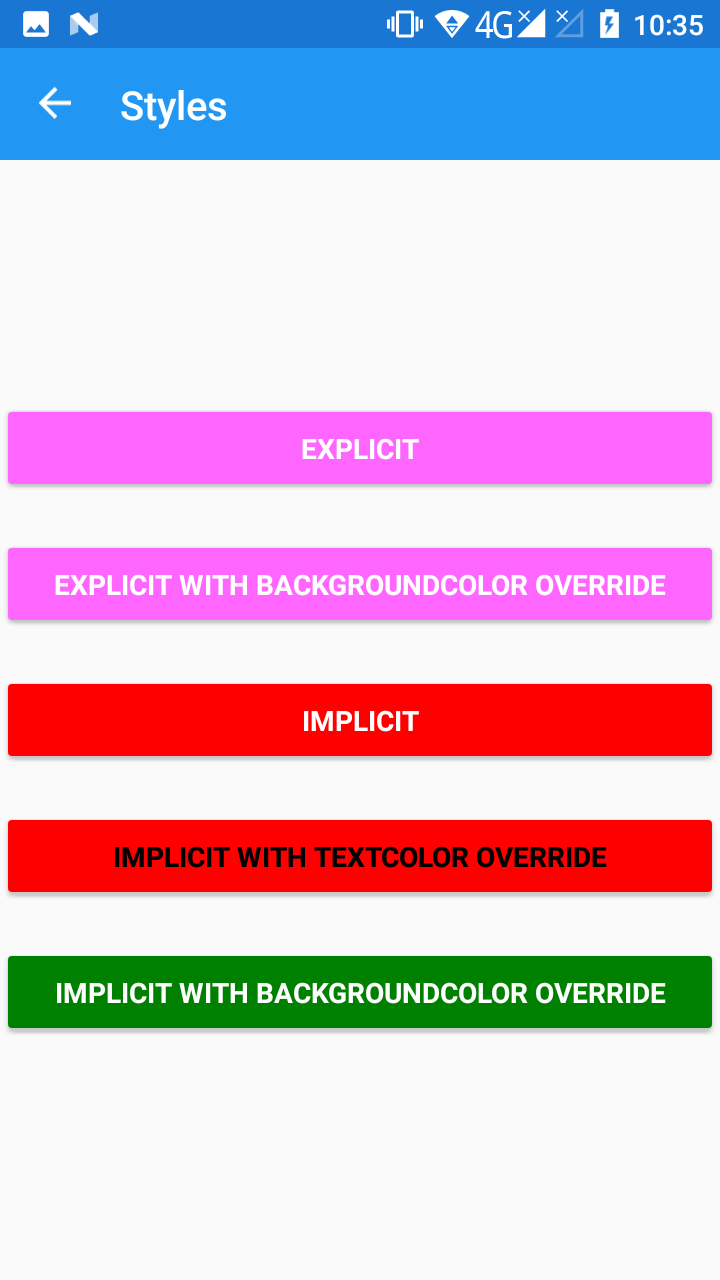 4G 10:35
Styles
EXPLICIT
EXPLICIT WITH BACKGROUNDCOLOR OVERRIDE
IMPLICIT
IMPLICIT WITH TEXTCOLOR OVERRIDE
IMPLICIT WITH BACKGROUNDCOLOR OVERRIDE